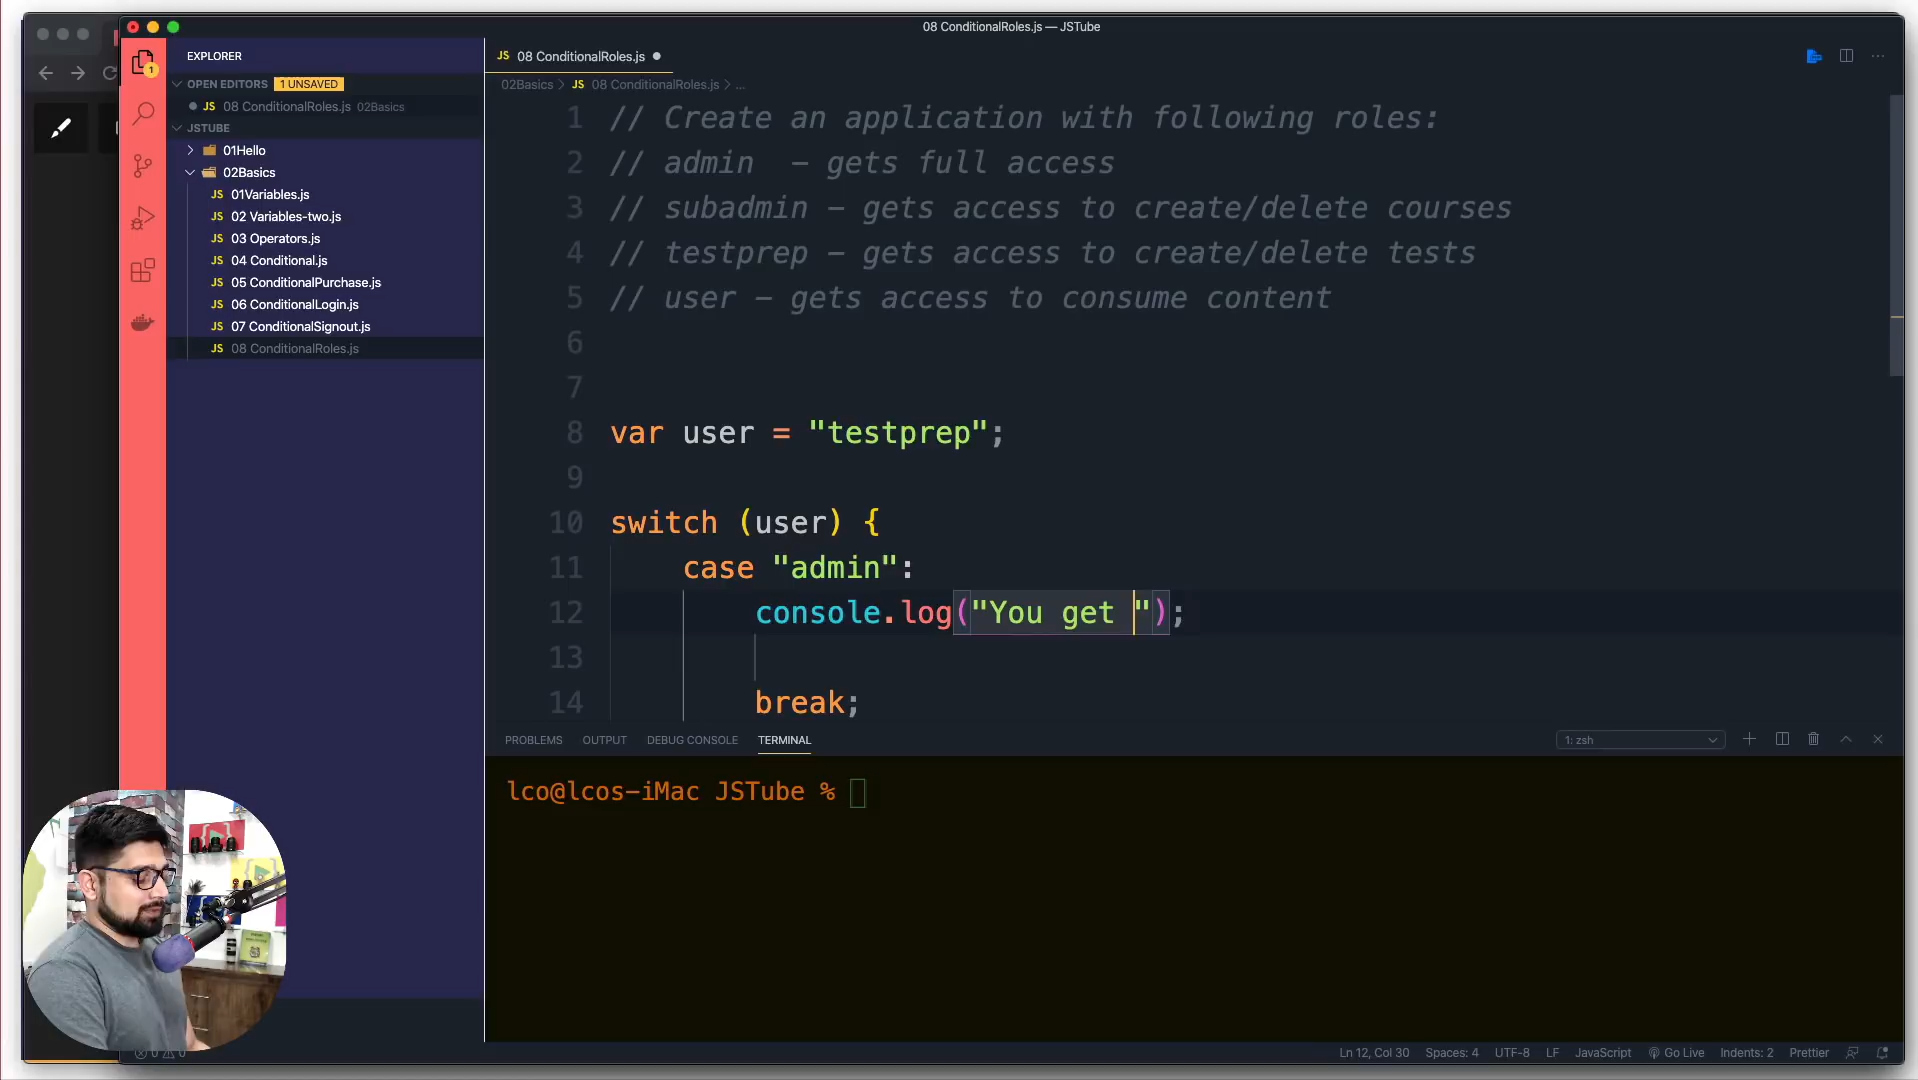 08 ConditionalRoles.js — JSTube
EXPLORER
OPEN EDITORS 1 UNSAVED
JS 08 ConditionalRoles.js 02Basics
JSTUBE
01Hello
02Basics
JS 01Variables.js
JS 02 Variables-two.js
JS 03 Operators.js
JS 04 Conditional.js
JS 05 ConditionalPurchase.js
JS 06 ConditionalLogin.js
JS 07 ConditionalSignout.js
JS 08 ConditionalRoles.js
1
JS 08 ConditionalRoles.js
02Basics > JS 08 ConditionalRoles.js > ...
1 // Create an application with following roles:
2 // admin  – gets full access
3 // subadmin – gets access to create/delete courses
4 // testprep – gets access to create/delete tests
5 // user – gets access to consume content
6
7
8 var user = "testprep";
9
10 switch (user) {
11 case "admin":
12 console.log("You get ");
13
14 break;
PROBLEMS OUTPUT DEBUG CONSOLE TERMINAL 1: zsh
lco@lcos-iMac JSTube %
0 0 Ln 12, Col 30 Spaces: 4 UTF-8 LF JavaScript Go Live Indents: 2 Prettier